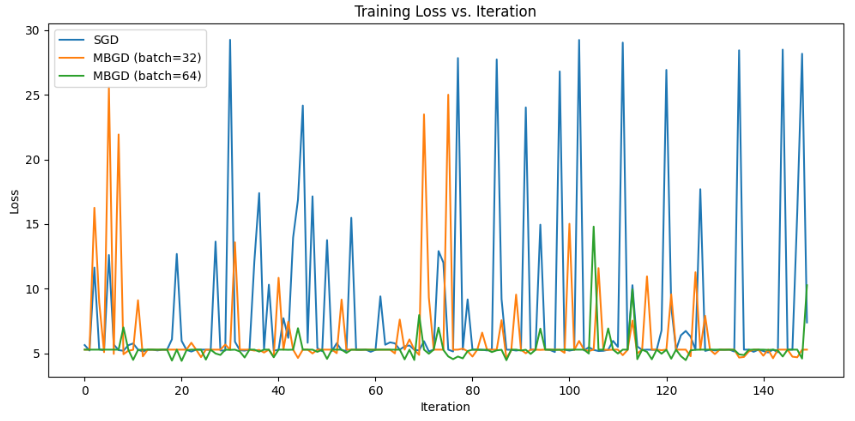 Training Loss vs. Iteration
SGD
MBGD (batch=32)
MBGD (batch=64)
30
25
20
15
10
5
Loss
0
20
40
60
80
100
120
140
Iteration